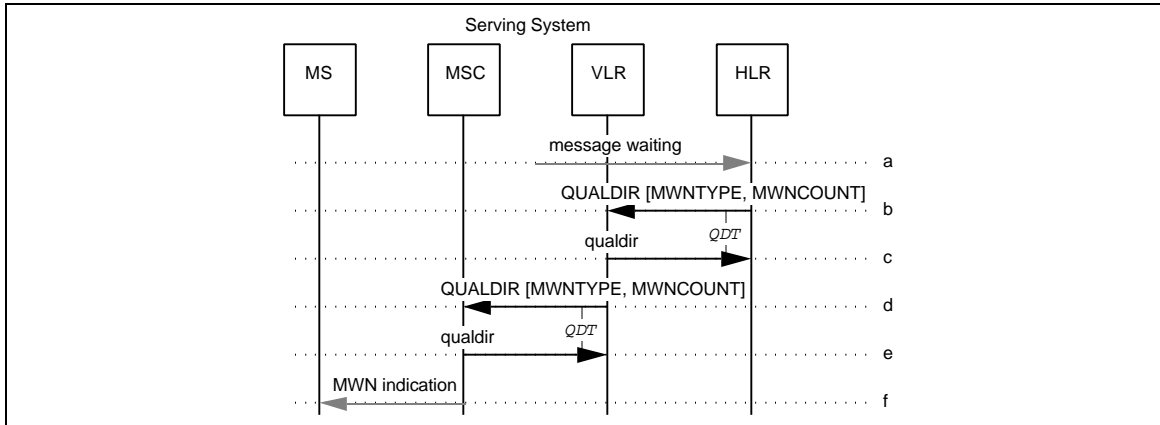 Serving System
MS
MSC
VLR
HLR
message waiting
a
QUALDIR [MWNTYPE, MWNCOUNT]
b
QDT
qualdir
c
QUALDIR [MWNTYPE, MWNCOUNT]
d
QDT
qualdir
e
MWN indication
f